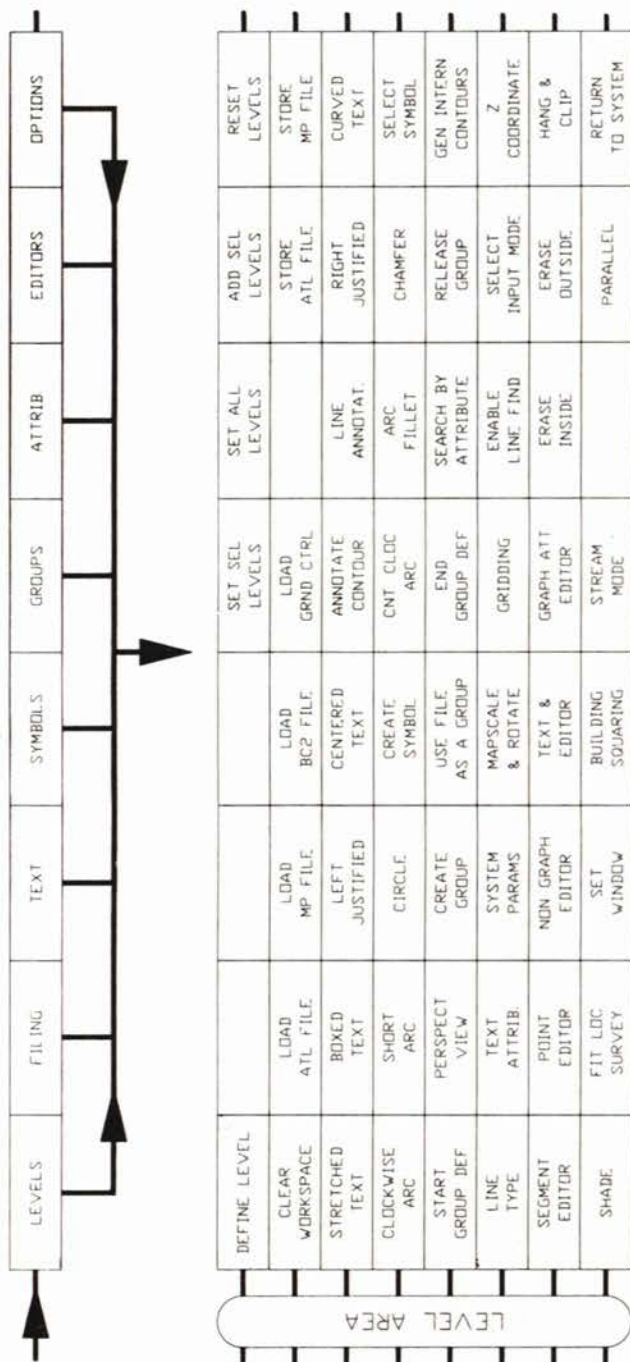 LEVELS
FILING
TEXT
SYMBOLS
GROUPS
ATTRIB
EDITORS
OPTIONS
LEVEL AREA
DEFINE LEVEL
SET SEL
LEVELS
SET ALL
LEVELS
ADD SEL
LEVELS
RESET
LEVELS
CLEAR
WORKSPACE
LOAD
ATL FILE
LOAD
MP FILE
LOAD
BC2 FILE
LOAD
GRND CTRL
STORE
ATL FILE
STORE
MP FILE
STRETCHED
TEXT
BOXED
TEXT
LEFT
JUSTIFIED
CENTERED
TEXT
ANNOTATE
CONTOUR
LINE
ANNOTAT.
RIGHT
JUSTIFIED
CURVED
TEXT
CLOCKWISE
ARC
SHORT
ARC
CIRCLE
CREATE
SYMBOL
CNT CLOC
ARC
ARC
FILLET
CHAMFER
SELECT
SYMBOL
START
GROUP DEF
PERSPECT
VIEW
CREATE
GROUP
USE FILE
AS A GROUP
END
GROUP DEF
SEARCH BY
ATTRIBUTE
RELEASE
GROUP
GEN INTERN
CONTOURS
LINE
TYPE
TEXT
ATTRIB.
SYSTEM
PARAMS
MAPSCALE
& ROTATE
GRIDDING
ENABLE
LINE FIND
SELECT
INPUT MODE
Z
COORDINATE
SEGMENT
EDITOR
POINT
EDITOR
NON GRAPH
EDITOR
TEXT &
EDITOR
GRAPH ATT
EDITOR
ERASE
INSIDE
ERASE
OUTSIDE
HANG &
CLIP
SHADE
FIT LOC
SURVEY
SET
WINDOW
BUILDING
SQUARING
STREAM
MODE
PARALLEL
RETURN
TO SYSTEM